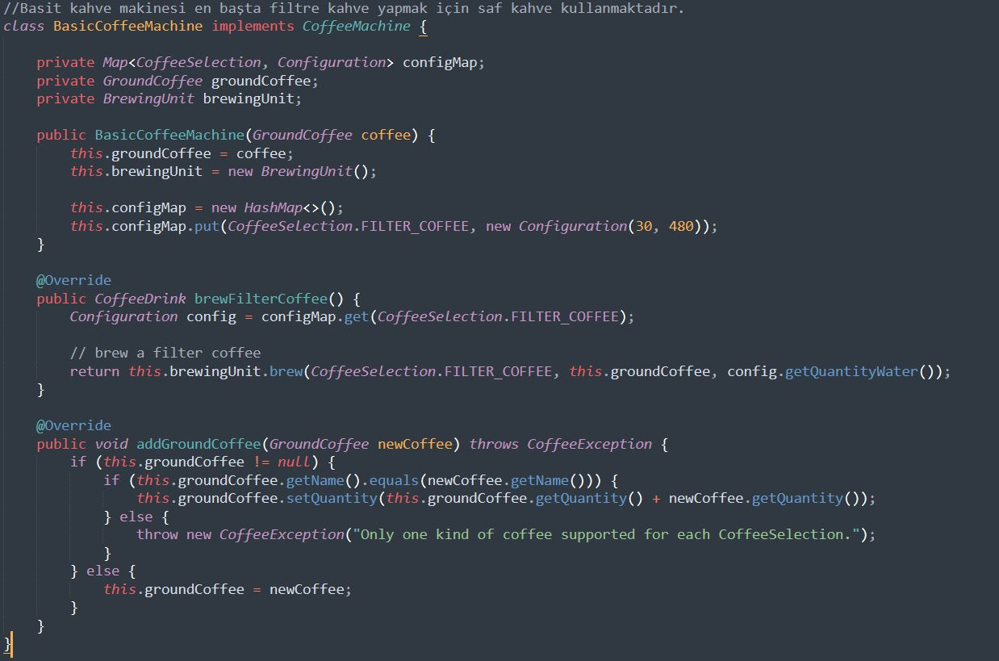 //Basit kahve makinesi en başta filtre kahve yapmak için saf kahve kullanmaktadır.
class BasicCoffeeMachine implements CoffeeMachine {

    private Map<CoffeeSelection, Configuration> configMap;
    private GroundCoffee groundCoffee;
    private BrewingUnit brewingUnit;

    public BasicCoffeeMachine(GroundCoffee coffee) {
        this.groundCoffee = coffee;
        this.brewingUnit = new BrewingUnit();

        this.configMap = new HashMap<>();
        this.configMap.put(CoffeeSelection.FILTER_COFFEE, new Configuration(30, 480));
    }

    @Override
    public CoffeeDrink brewFilterCoffee() {
        Configuration config = configMap.get(CoffeeSelection.FILTER_COFFEE);

        // brew a filter coffee
        return this.brewingUnit.brew(CoffeeSelection.FILTER_COFFEE, this.groundCoffee, config.getQuantityWater());
    }

    @Override
    public void addGroundCoffee(GroundCoffee newCoffee) throws CoffeeException {
        if (this.groundCoffee != null) {
            if (this.groundCoffee.getName().equals(newCoffee.getName())) {
                this.groundCoffee.setQuantity(this.groundCoffee.getQuantity() + newCoffee.getQuantity());
            } else {
                throw new CoffeeException("Only one kind of coffee supported for each CoffeeSelection.");
            }
        } else {
            this.groundCoffee = newCoffee;
        }
    }
}